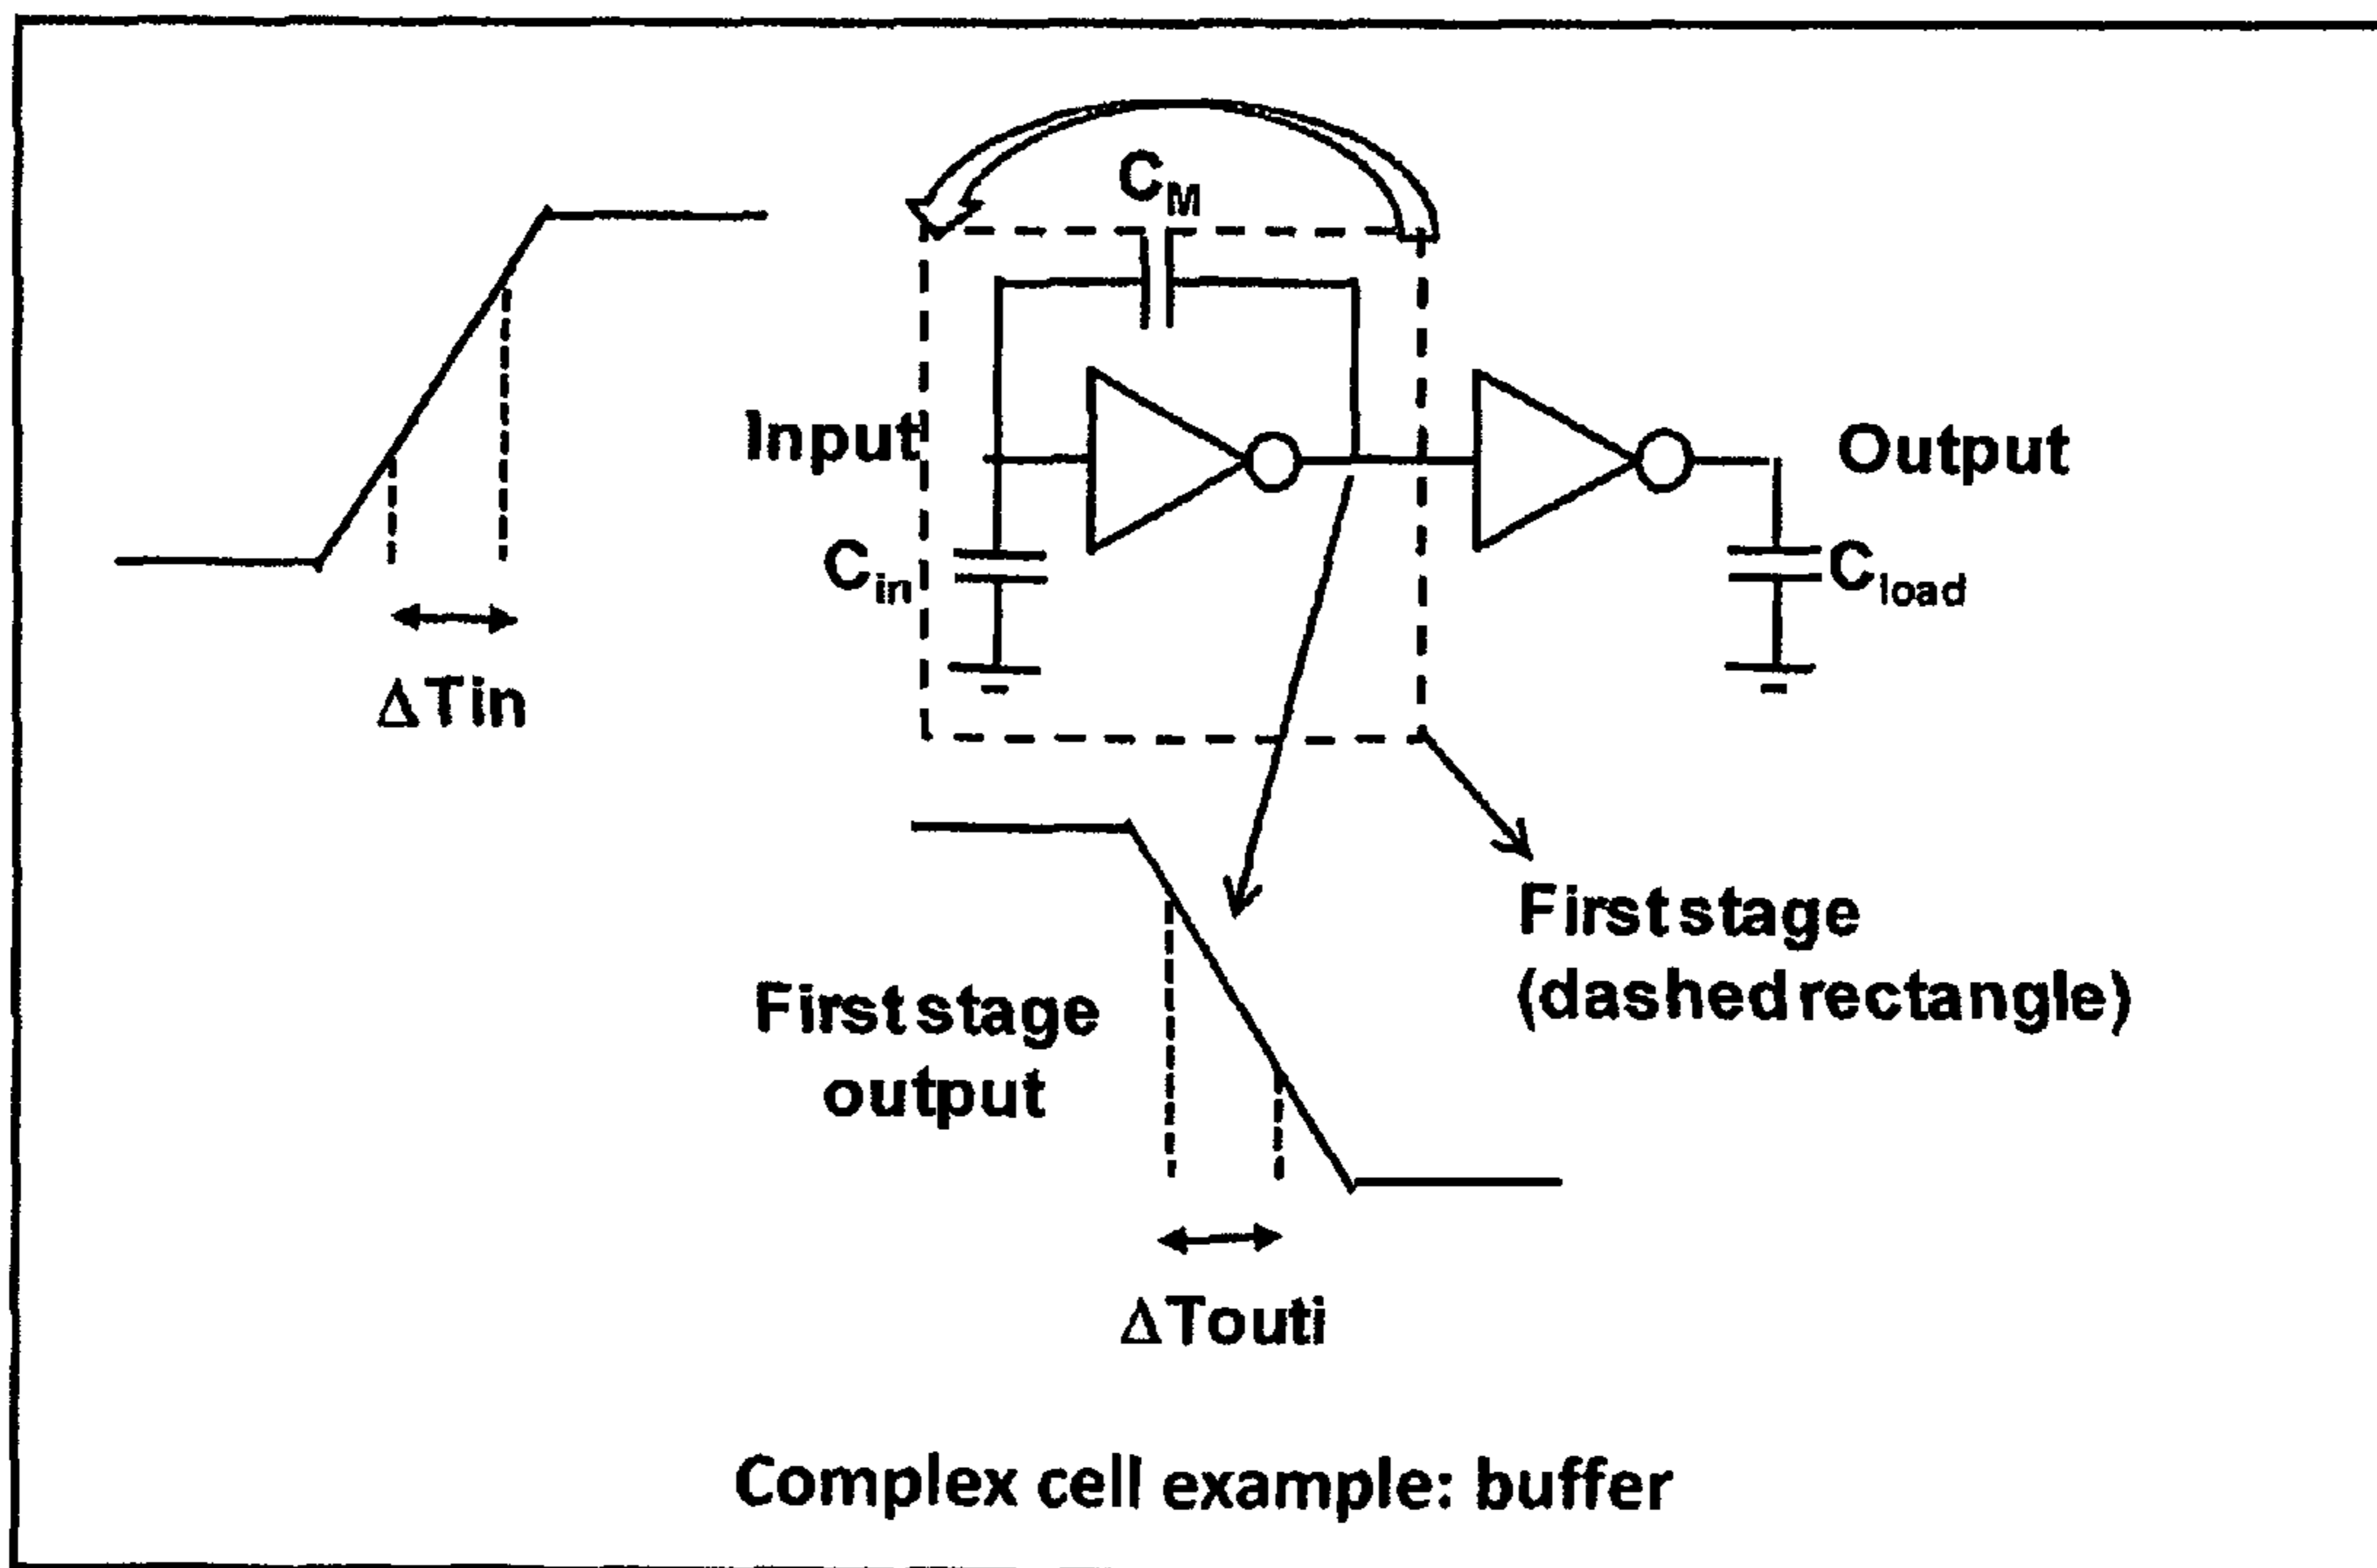 C_M
Input
Output
C_in
C_load
ΔTin
First stage
(dashed rectangle)
First stage
output
ΔTouti
Complex cell example: buffer